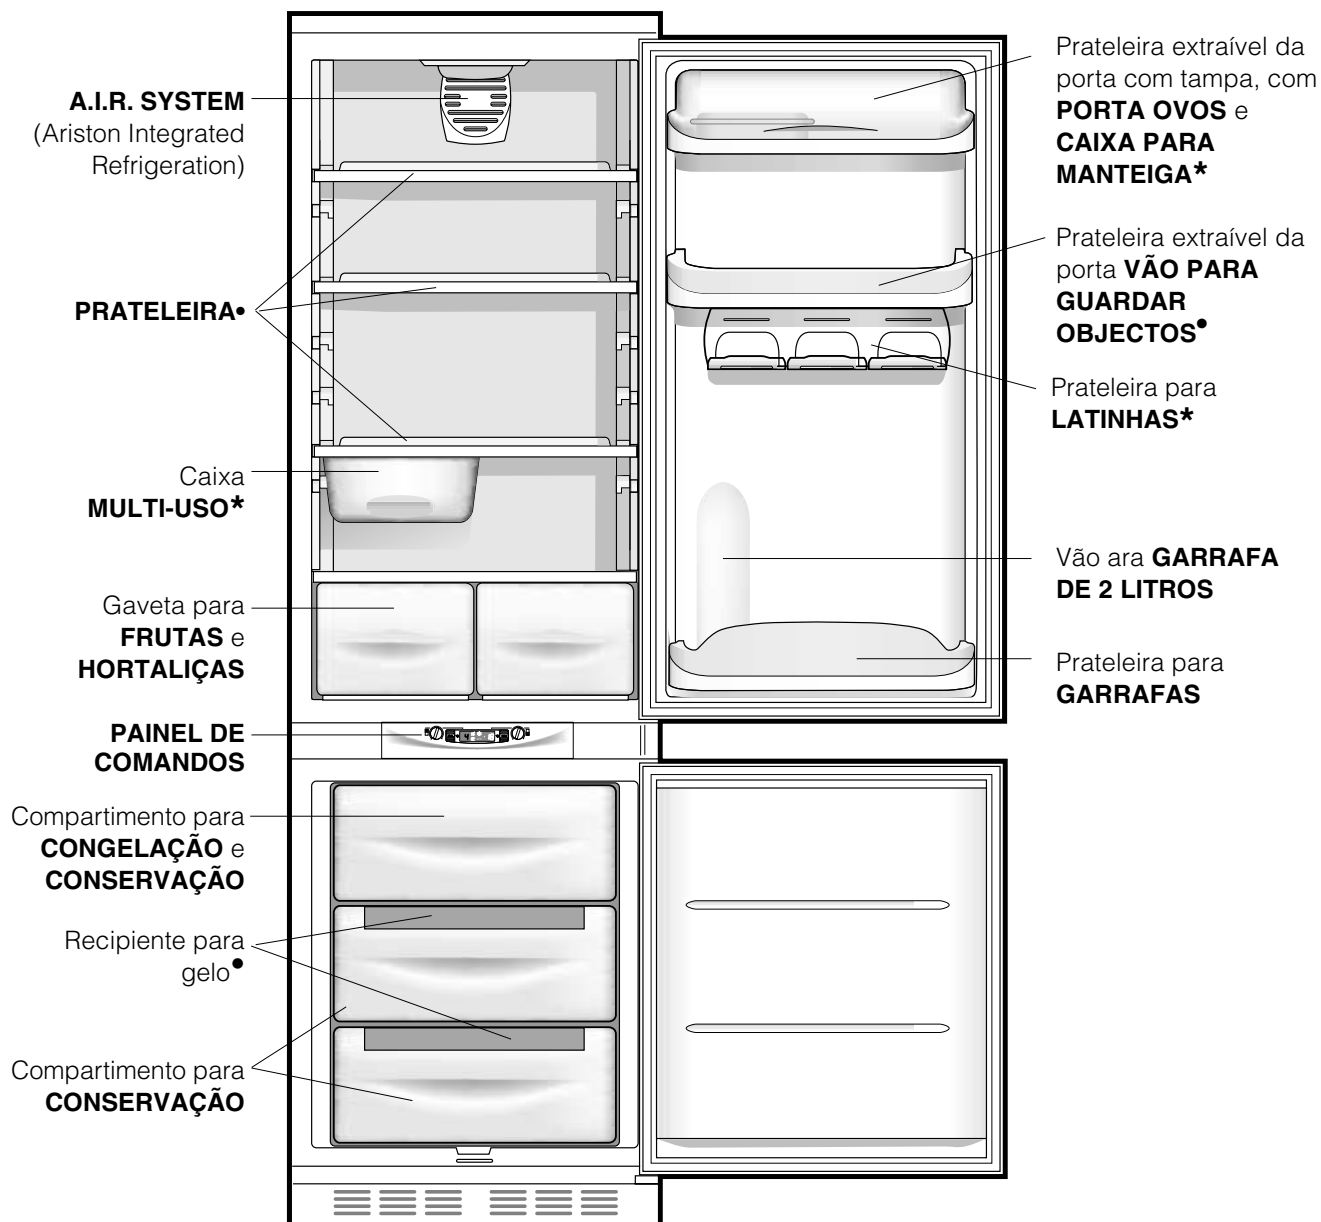 A.I.R. SYSTEM
(Ariston Integrated
Refrigeration)
PRATELEIRA•
Caixa
MULTI-USO*
Gaveta para
FRUTAS e
HORTALIÇAS
PAINEL DE
COMANDOS
Compartimento para
CONGELAÇÃO e
CONSERVAÇÃO
Recipiente para
gelo•
Compartimento para
CONSERVAÇÃO
Prateleira extraível da
porta com tampa, com
PORTA OVOS e
CAIXA PARA
MANTEIGA*
Prateleira extraível da
porta VÃO PARA
GUARDAR
OBJECTOS•
Prateleira para
LATINHAS*
Vão ara GARRAFA
DE 2 LITROS
Prateleira para
GARRAFAS